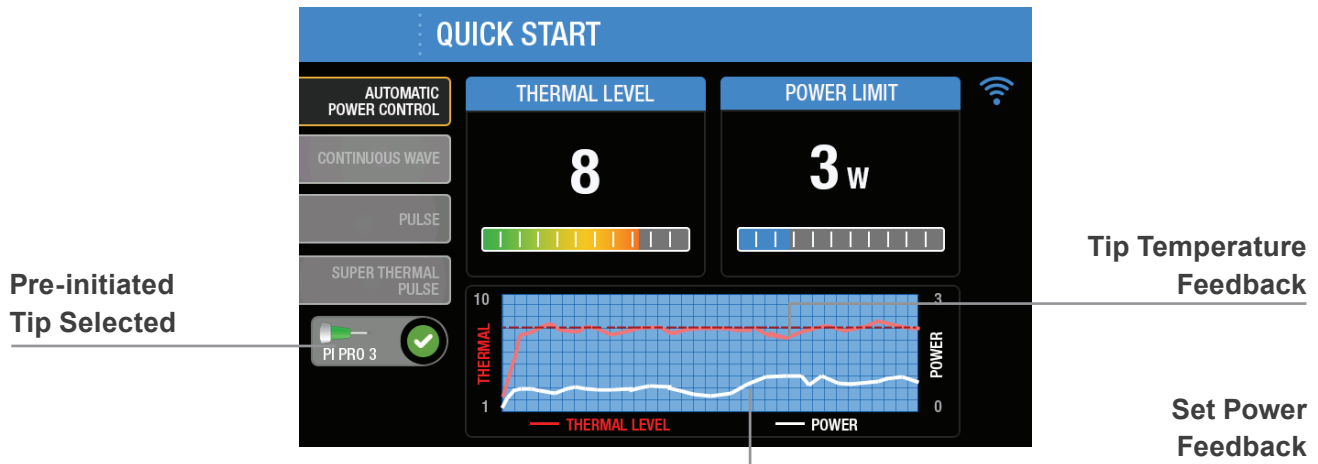 QUICK START
AUTOMATIC
POWER CONTROL
CONTINUOUS WAVE
PULSE
SUPER THERMAL
PULSE
PI PRO 3
THERMAL LEVEL
8
POWER LIMIT
3 W
10
THERMAL
1
3
POWER
0
THERMAL LEVEL
POWER
Pre-initiated
Tip Selected
Tip Temperature
Feedback
Set Power
Feedback